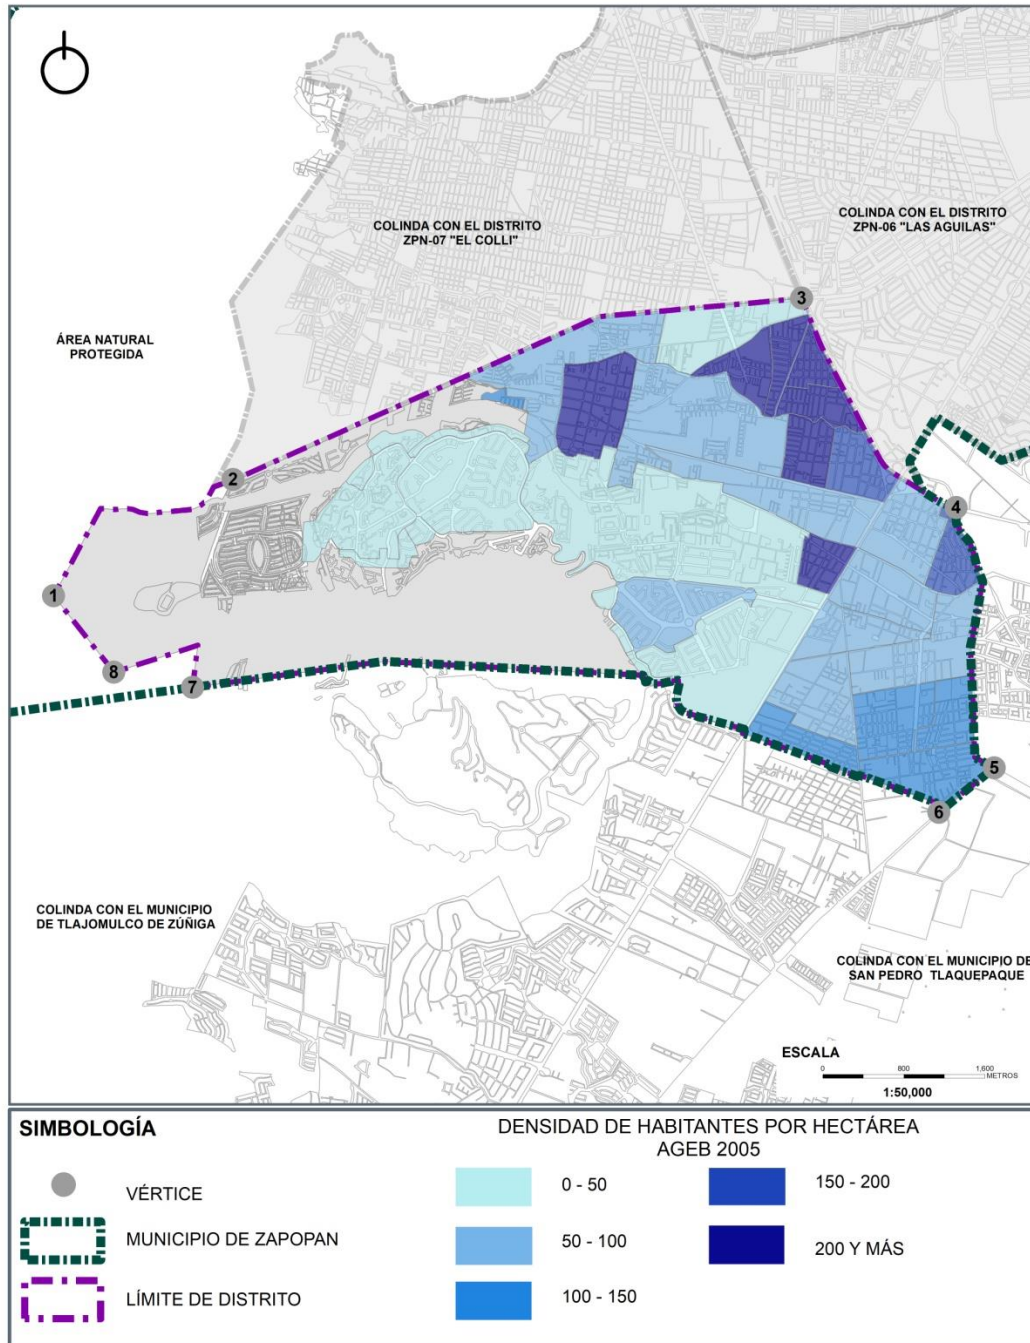 COLINDA CON EL DISTRITO
ZPN-07 "EL COLLI"
COLINDA CON EL DISTRITO
ZPN-06 "LAS AGUILAS"
3
ÁREA NATURAL
PROTEGIDA
2
4
1
8
7
5
6
COLINDA CON EL MUNICIPIO
DE TLAJOMULCO DE ZÚÑIGA
COLINDA CON EL MUNICIPIO DE
SAN PEDRO TLAQUEPAQUE
ESCALA
0 800 1,600
METROS
1:50,000
SIMBOLOGÍA
VÉRTICE
MUNICIPIO DE ZAPOPAN
LÍMITE DE DISTRITO
DENSIDAD DE HABITANTES POR HECTÁREA
AGEB 2005
0 - 50
50 - 100
100 - 150
150 - 200
200 Y MÁS